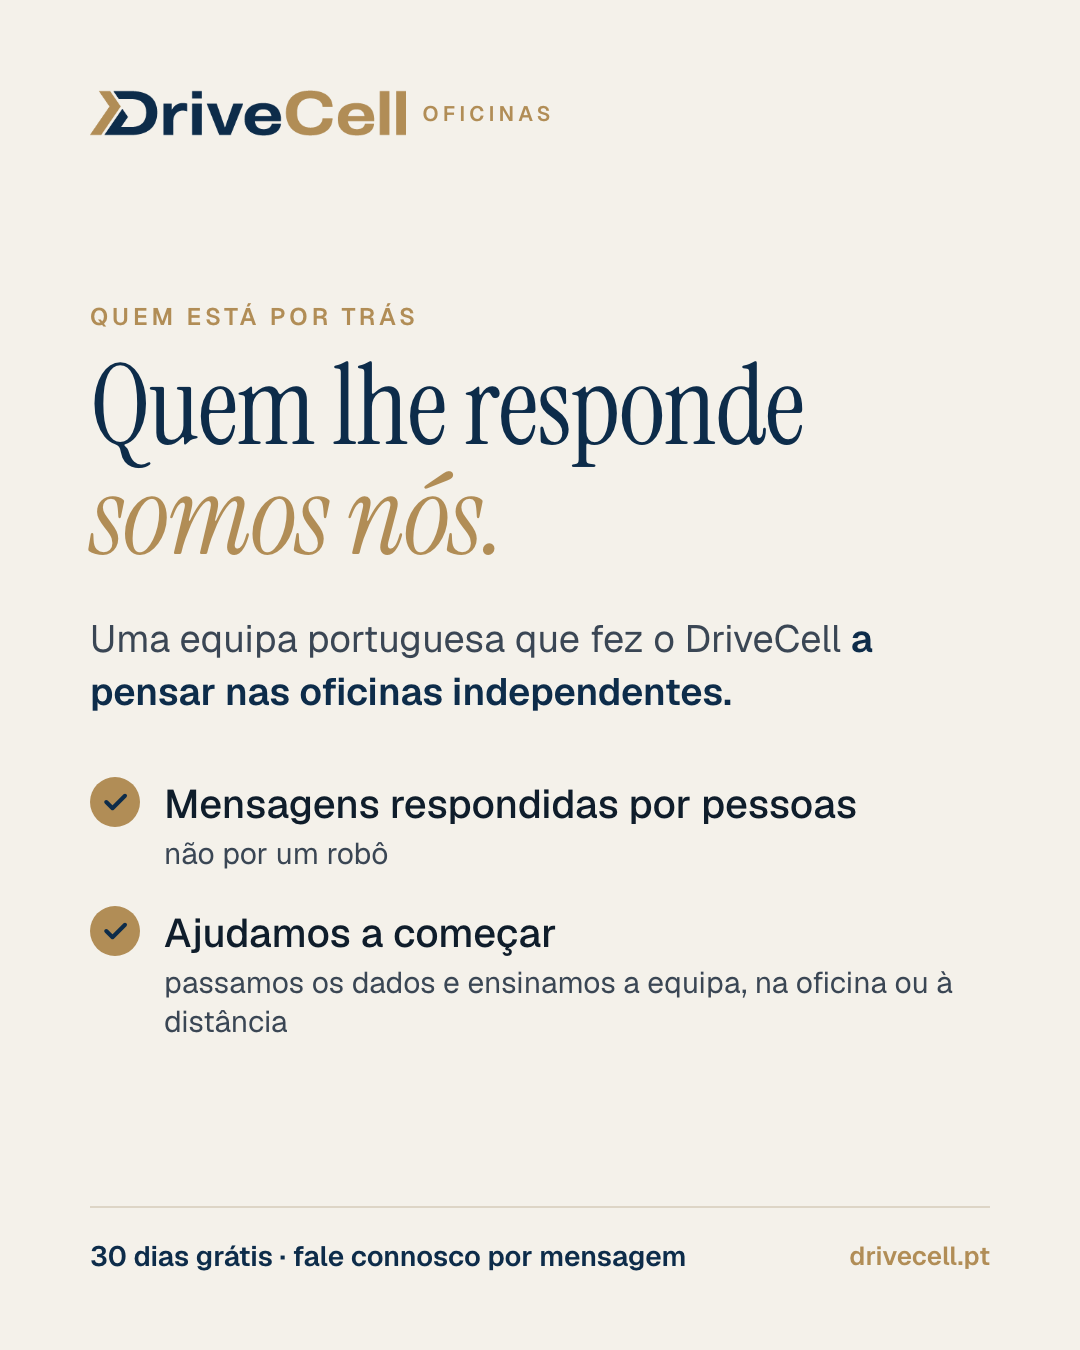 DriveCell OFICINAS
QUEM ESTÁ POR TRÁS
Quem lhe responde
somos nós.
Uma equipa portuguesa que fez o DriveCell a
pensar nas oficinas independentes.
Mensagens respondidas por pessoas
não por um robô
Ajudamos a começar
passamos os dados e ensinamos a equipa, na oficina ou à
distância
30 dias grátis · fale connosco por mensagem
drivecell.pt